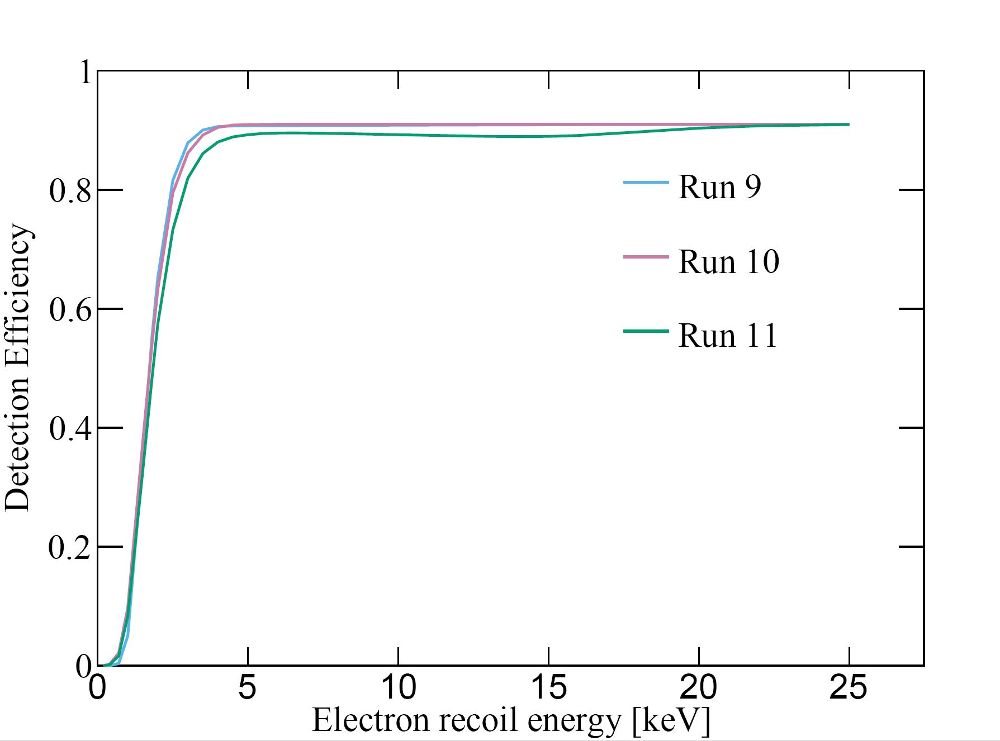 1
0.8
0.6
0.4
0.2
0
Detection Efficiency
Run 9
Run 10
Run 11
0 5 10 15 20 25
Electron recoil energy [keV]